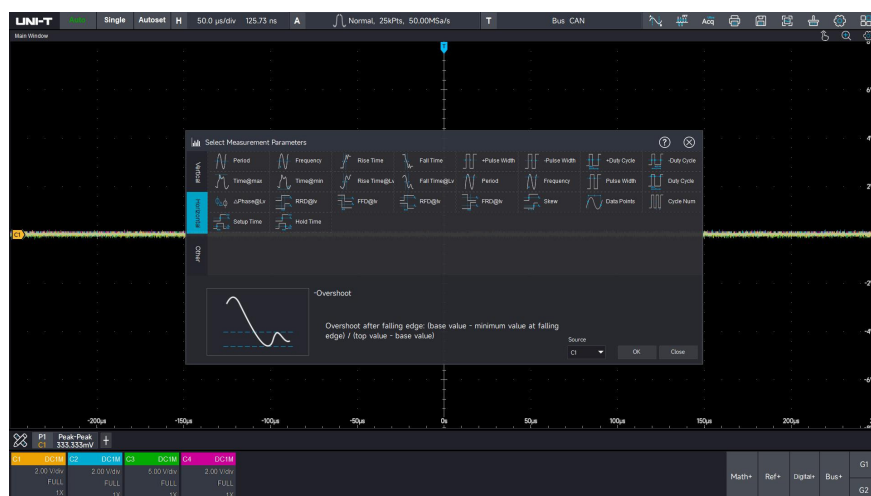 UNI-T Auto Single Autoset H 50.0 μs/div 125.73 ns A Normal, 25kPts, 50.00MSa/s T Bus CAN Acq
Main Window
Select Measurement Parameters
Vertical
Period Frequency Rise Time Fall Time +Pulse Width -Pulse Width +Duty Cycle -Duty Cycle
Time@max Time@min Rise Time@Lv Fall Time@Lv Period Frequency Pulse Width Duty Cycle
Horizontal
△Phase@Lv RRD@lv FFD@lv RFD@lv FRD@lv Skew Data Points Cycle Num
Setup Time Hold Time
C1
Other
-Overshoot
Overshoot after falling edge: (base value - minimum value at falling
edge) / (top value - base value)
Source
C1 OK Close
-200μs -150μs -100μs -50μs 0s 50μs 100μs 150μs 200μs
P1 Peak-Peak
C1 333.333mV +
C1 DC1M C2 DC1M C3 DC1M C4 DC1M
2.00 V/div 2.00 V/div 5.00 V/div 2.00 V/div
FULL FULL FULL FULL
1X 1X 1X 1X
Math+ Ref+ Digital+ Bus+
G1
G2